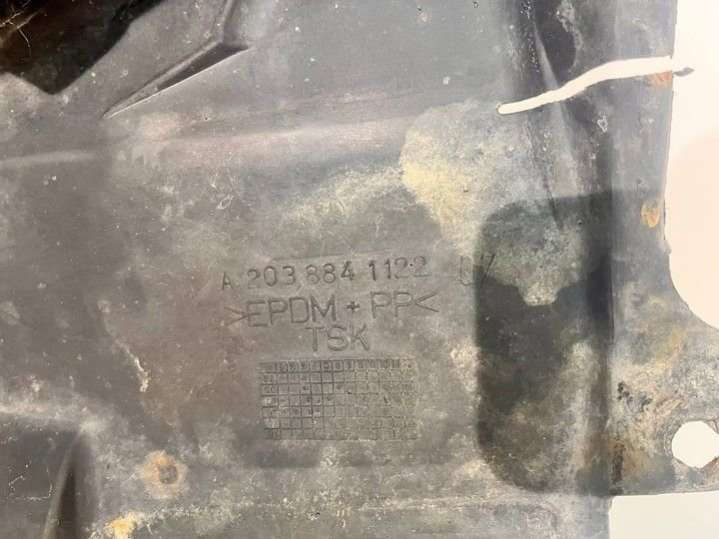 A 203 884 1122
>EPDM + PP<
TSK